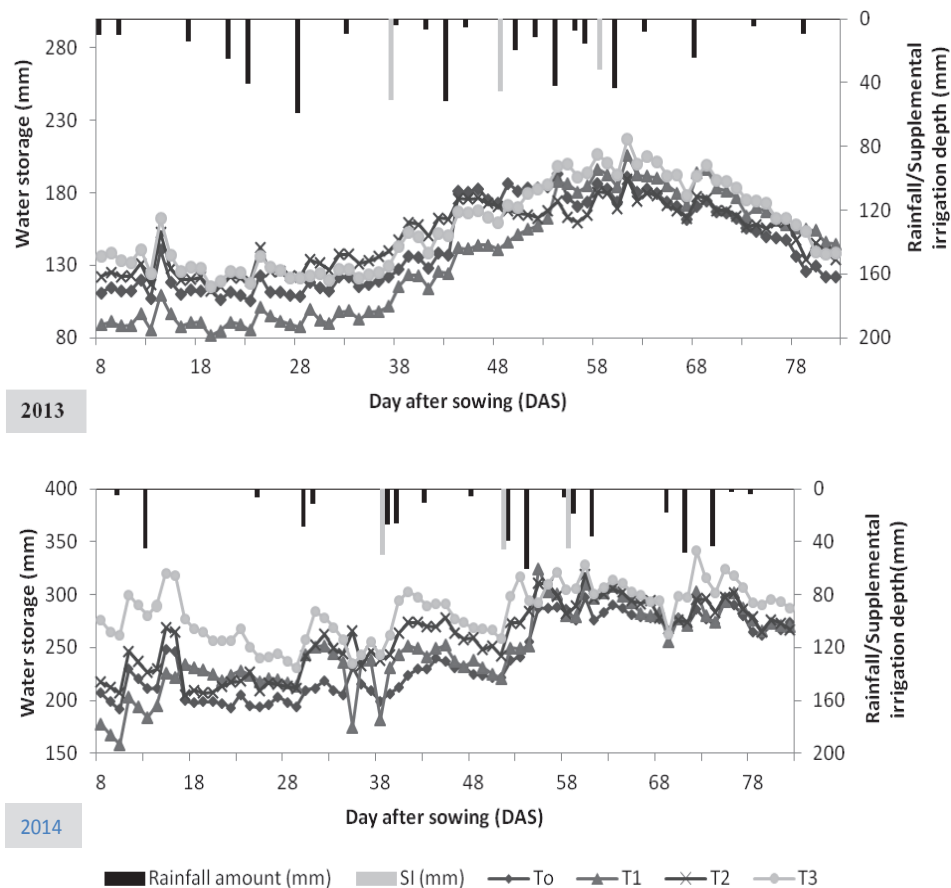 280
230
180
130
80
Water storage (mm)
0
40
80
120
160
200
Rainfall/Supplemental
irrigation depth (mm)
8 18 28 38 48 58 68 78
Day after sowing (DAS)
2013
400
350
300
250
200
150
Water storage (mm)
0
40
80
120
160
200
Rainfall/Supplemental
irrigation depth(mm)
8 18 28 38 48 58 68 78
Day after sowing (DAS)
2014
Rainfall amount (mm) SI (mm) To T1 T2 T3